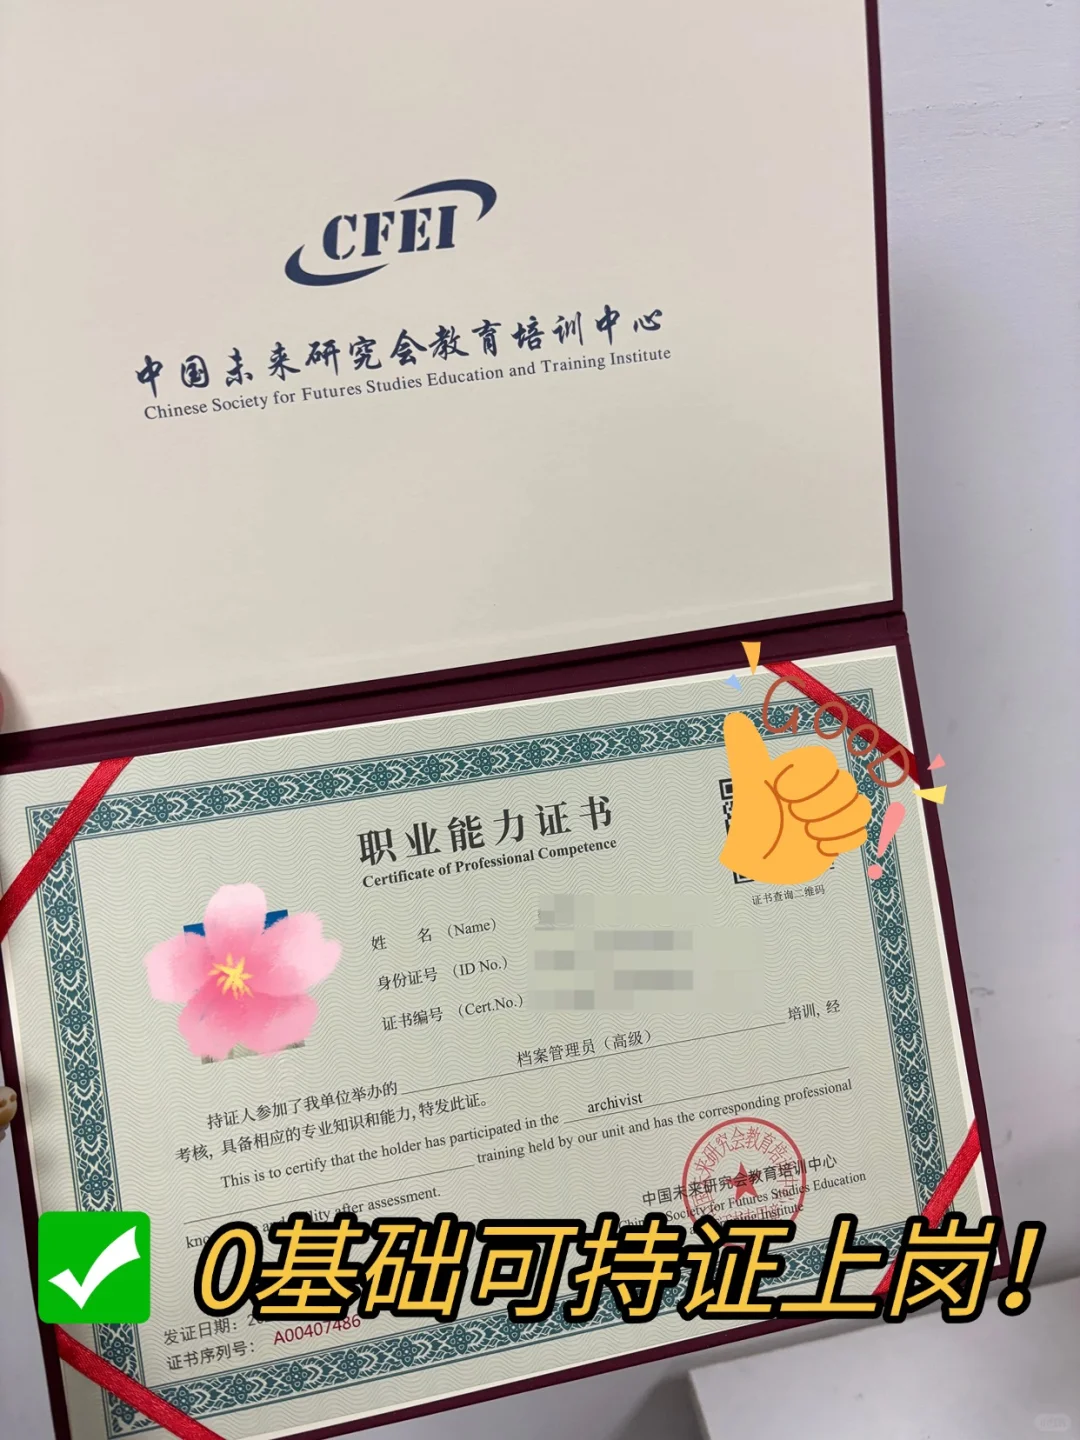 CFEI
中国未来研究会教育培训中心
Chinese Society for Futures Studies Education and Training Institute
GOOD!
职业能力证书
Certificate of Professional Competence
证书查询二维码
姓 名 (Name)
身份证号 (ID No.)
证书编号 (Cert.No.)
持证人参加了我单位举办的 档案管理员（高级） 培训, 经
考核, 具备相应的专业知识和能力, 特发此证。
This is to certify that the holder has participated in the archivist
training held by our unit and has the corresponding professional
after assessment.
中国未来研究会教育培训中心
Society for Futures Studies Education
Institute
0基础可持证上岗!
发证日期:
证书序列号: A00407486